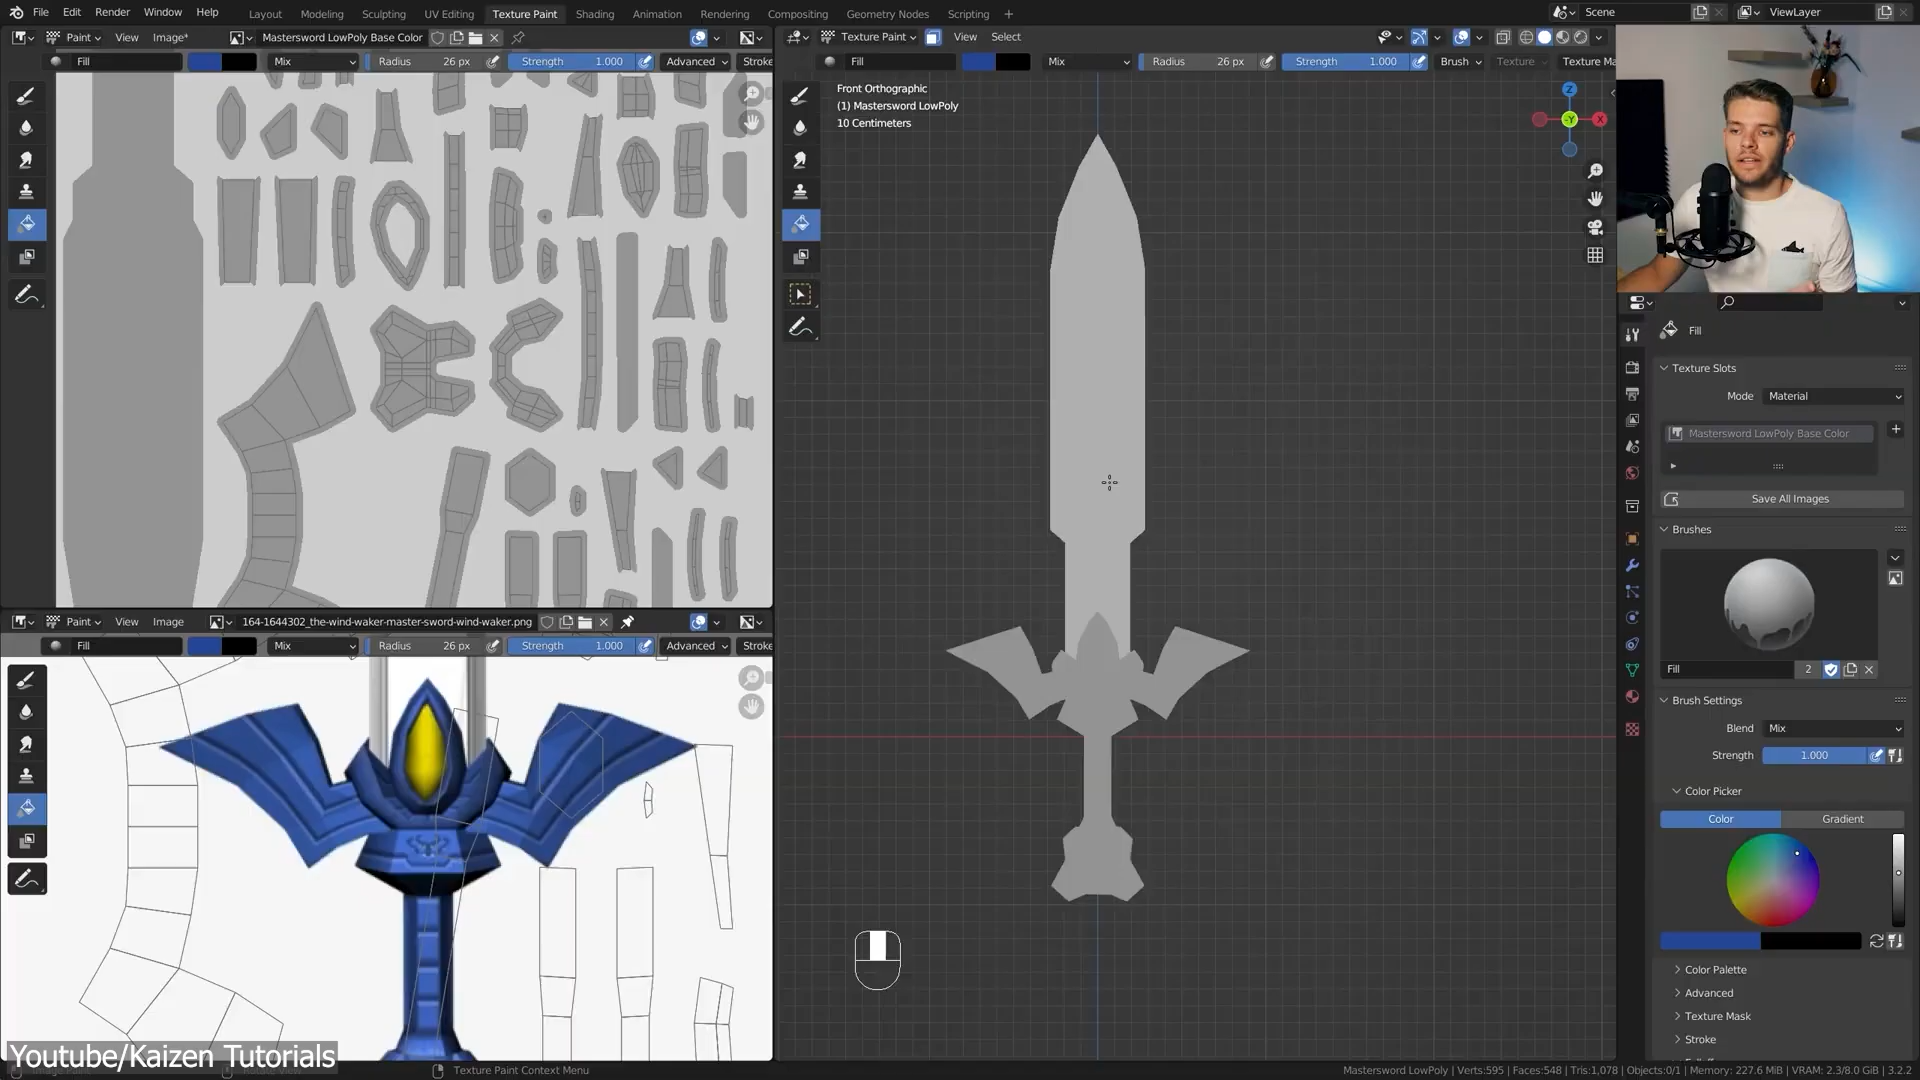 File Edit Render Window Help Layout Modeling Sculpting UV Editing Texture Paint Shading Animation Rendering Compositing Geometry Nodes Scripting + Scene ViewLayer
Paint View Image* Mastersword LowPoly Base Color
Fill Mix Radius 26 px Strength 1.000 Advanced Stroke
Texture Paint View Select
Fill Mix Radius 26 px Strength 1.000 Brush Texture Texture Ma
Front Orthographic
(1) Mastersword LowPoly
10 Centimeters
Z
-Y
X
Paint View Image 164-1644302_the-wind-waker-master-sword-wind-waker.png
Fill Mix Radius 26 px Strength 1.000 Advanced Stroke
Fill
Texture Slots
Mode Material
Mastersword LowPoly Base Color
Save All Images
Brushes
Fill 2
Brush Settings
Blend Mix
Strength 1.000
Color Picker
Color Gradient
Color Palette
Advanced
Texture Mask
Stroke
Youtube/Kaizen Tutorials
Texture Paint Context Menu
Mastersword LowPoly | Verts:595 | Faces:548 | Tris:1,078 | Objects:0/1 | Memory: 227.6 MiB | VRAM: 2.3/8.0 GiB | 3.2.2